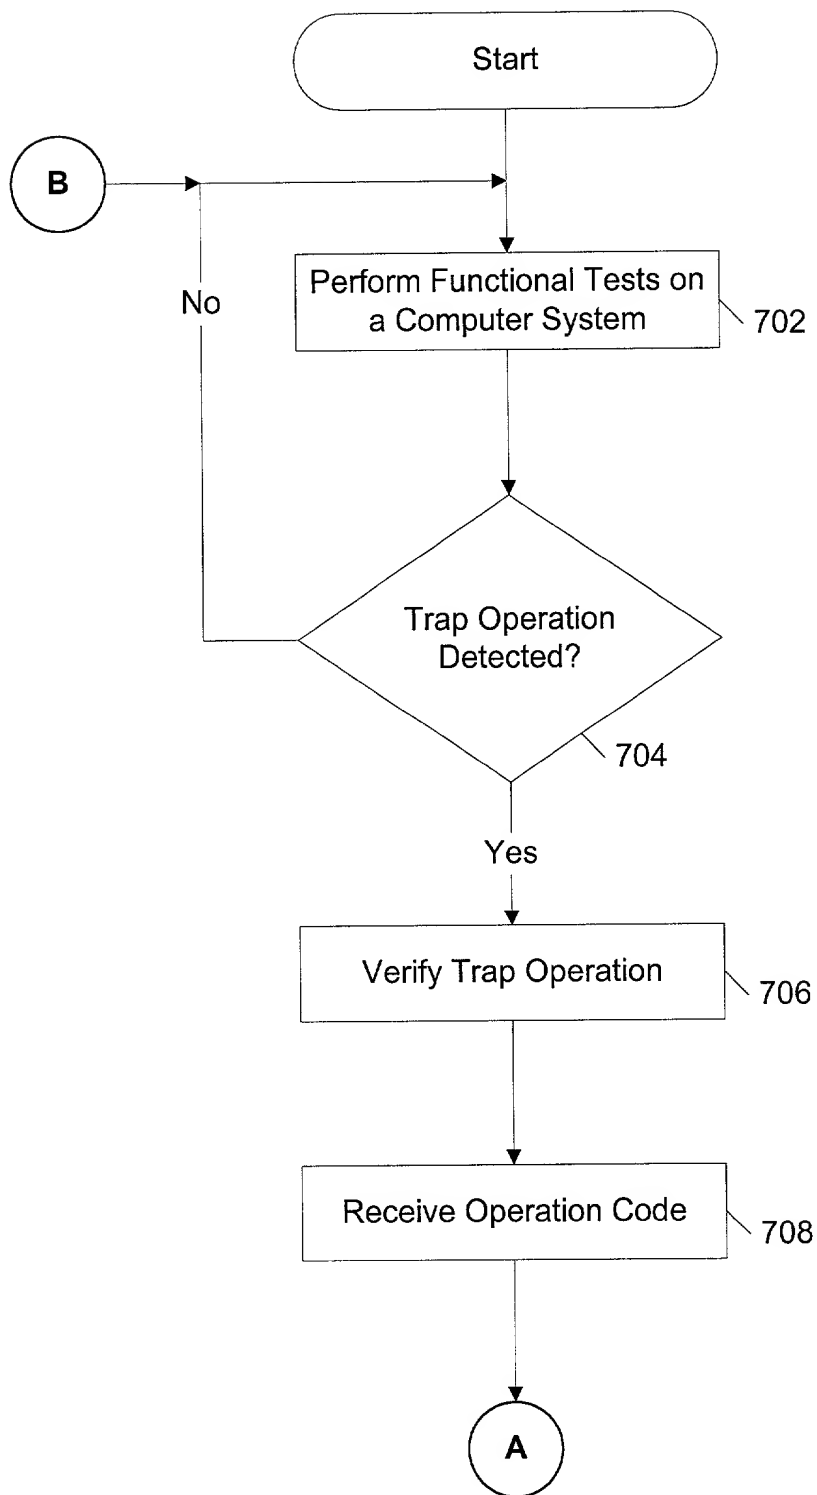 Start
B
No
Perform Functional Tests on
a Computer System
702
Trap Operation
Detected?
704
Yes
Verify Trap Operation
706
Receive Operation Code
708
A